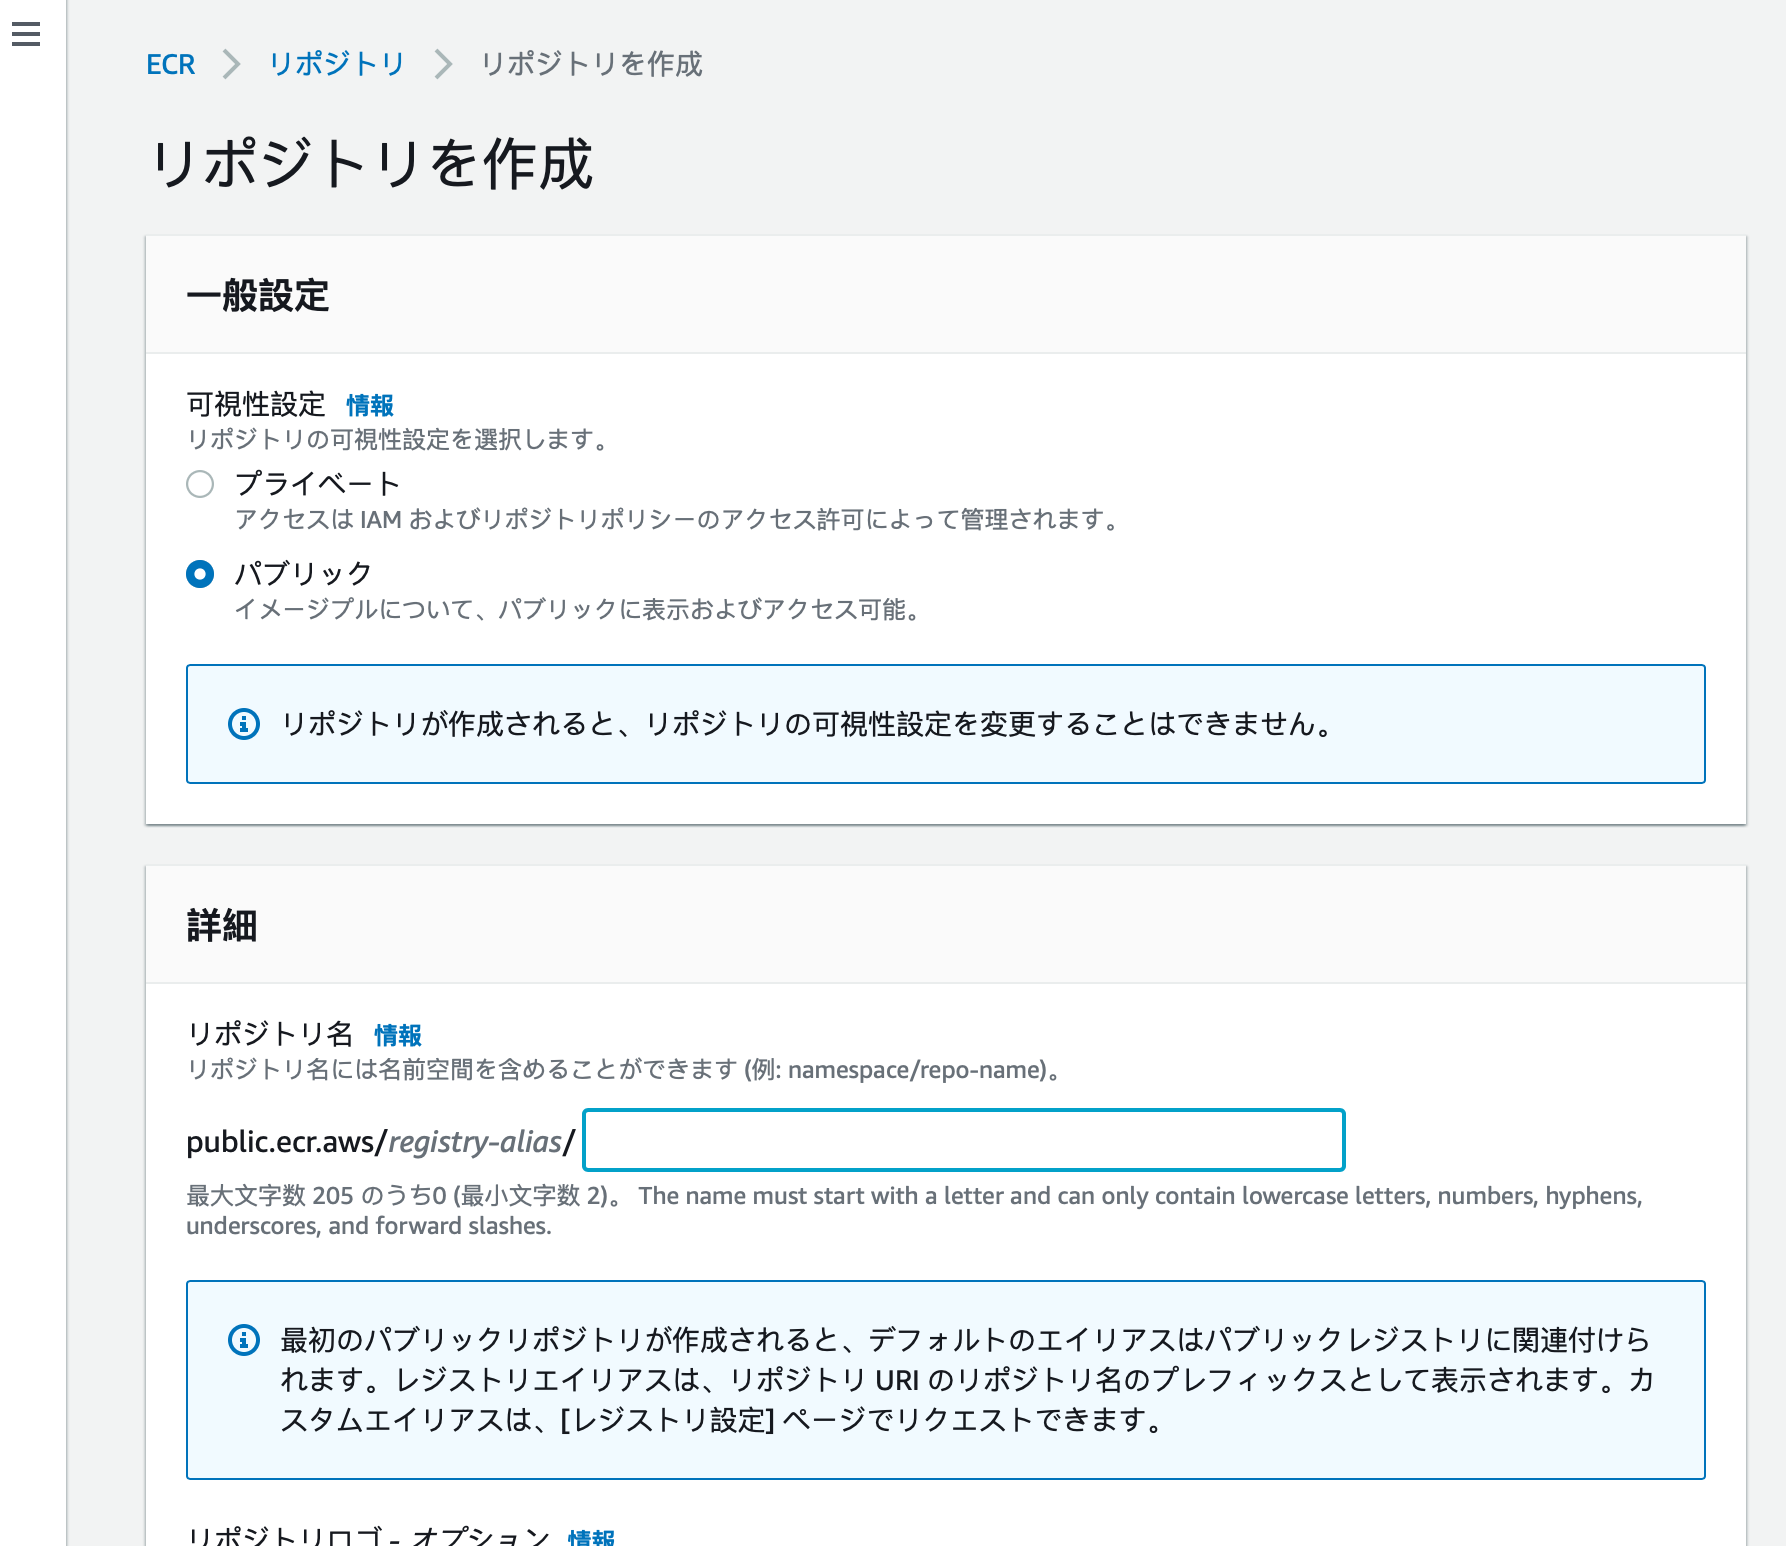 ECR > リポジトリ > リポジトリを作成
リポジトリを作成
一般設定
可視性設定 情報
リポジトリの可視性設定を選択します。
プライベート
アクセスは IAM およびリポジトリポリシーのアクセス許可によって管理されます。
パブリック
イメージプルについて、パブリックに表示およびアクセス可能。
リポジトリが作成されると、リポジトリの可視性設定を変更することはできません。
詳細
リポジトリ名 情報
リポジトリ名には名前空間を含めることができます (例: namespace/repo-name)。
public.ecr.aws/registry-alias/
最大文字数 205 のうち0 (最小文字数 2)。 The name must start with a letter and can only contain lowercase letters, numbers, hyphens,
underscores, and forward slashes.
最初のパブリックリポジトリが作成されると、デフォルトのエイリアスはパブリックレジストリに関連付けら
れます。レジストリエイリアスは、リポジトリ URI のリポジトリ名のプレフィックスとして表示されます。カ
スタムエイリアスは、[レジストリ設定] ページでリクエストできます。
リポジトリロゴ - オプション 情報